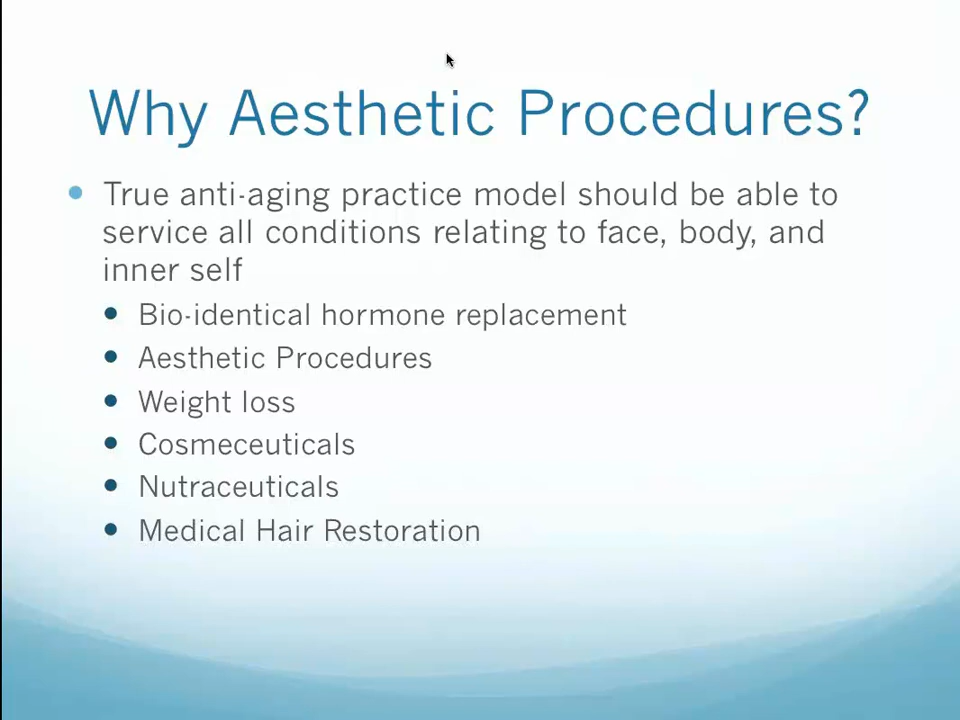 Why Aesthetic Procedures?
True anti-aging practice model should be able to
service all conditions relating to face, body, and
inner self
Bio-identical hormone replacement
Aesthetic Procedures
Weight loss
Cosmeceuticals
Nutraceuticals
Medical Hair Restoration